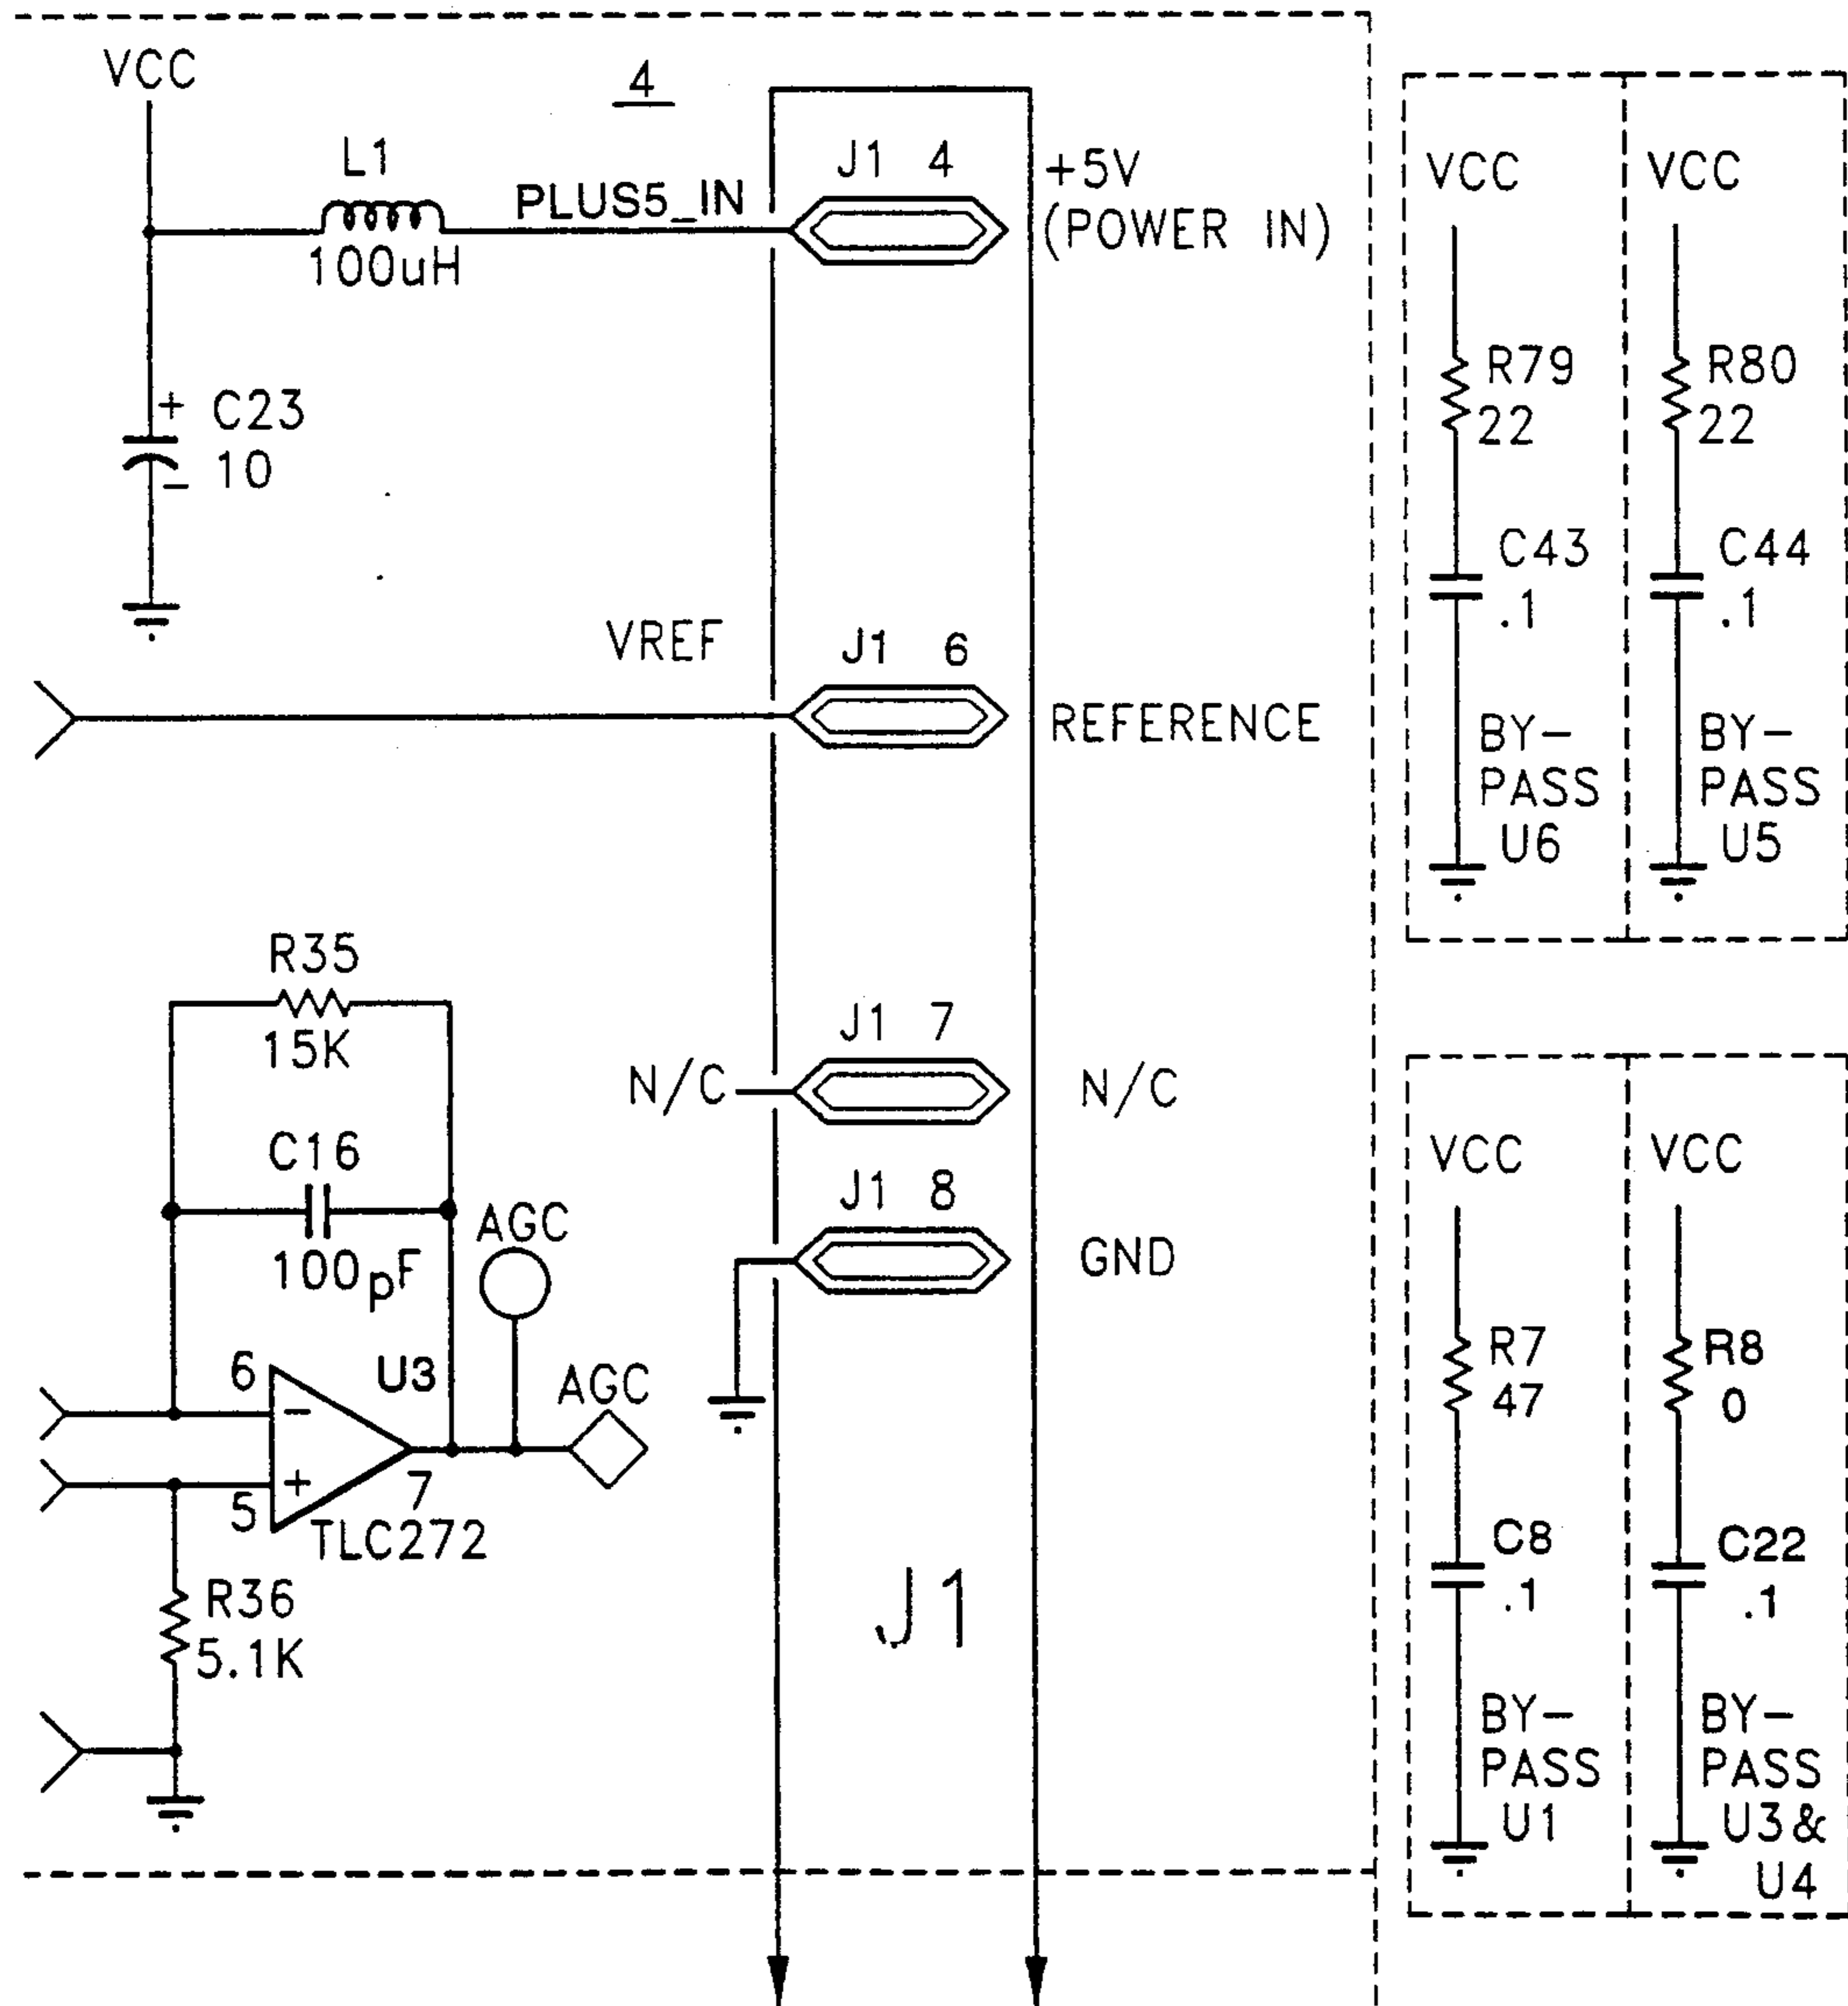 VCC
4
L1
100uH
PLUS5_IN
J1 4
+5V
(POWER IN)
+
C23
10
-
VREF
J1 6
REFERENCE
R35
15K
N/C
J1 7
N/C
C16
100pF
J1 8
GND
AGC
6
U3
-
AGC
+
5
7
TLC272
R36
5.1K
J1
VCC
R79
22
C43
.1
BY-
PASS
U6
VCC
R80
22
C44
.1
BY-
PASS
U5
VCC
R7
47
C8
.1
BY-
PASS
U1
VCC
R8
0
C22
.1
BY-
PASS
U3&
U4